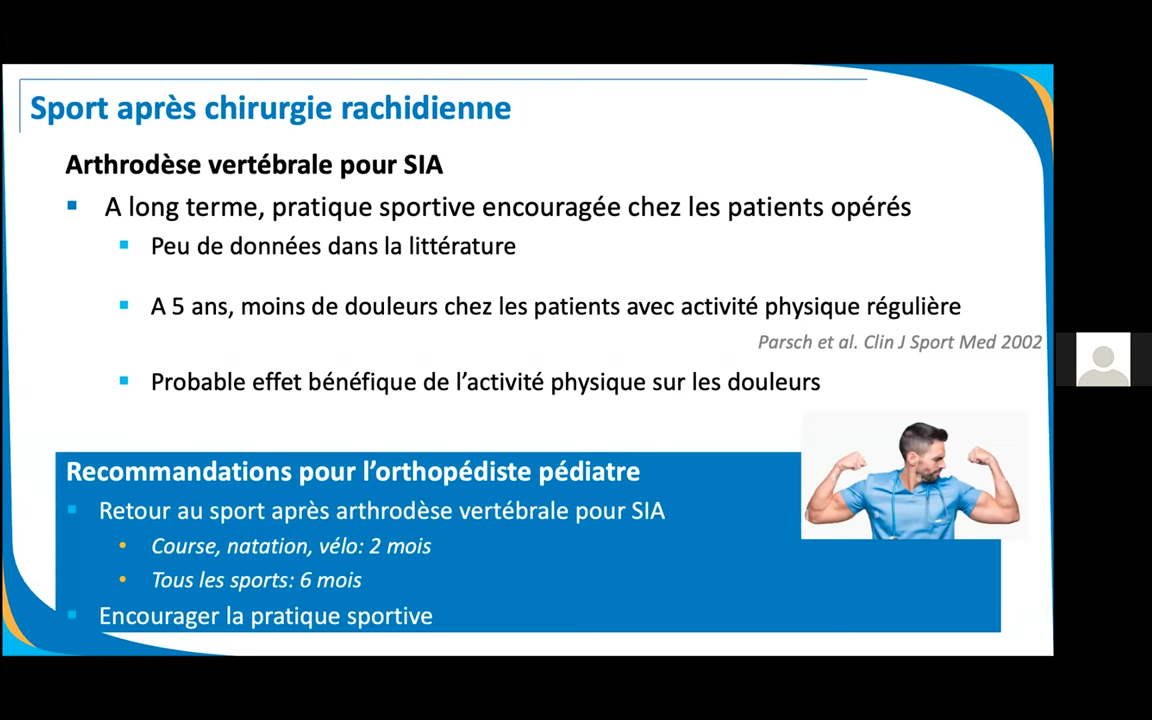 Sport après chirurgie rachidienne
Arthrodèse vertébrale pour SIA
A long terme, pratique sportive encouragée chez les patients opérés
Peu de données dans la littérature
A 5 ans, moins de douleurs chez les patients avec activité physique régulière
Parsch et al. Clin J Sport Med 2002
Probable effet bénéfique de l’activité physique sur les douleurs
Recommandations pour l’orthopédiste pédiatre
Retour au sport après arthrodèse vertébrale pour SIA
Course, natation, vélo: 2 mois
Tous les sports: 6 mois
Encourager la pratique sportive